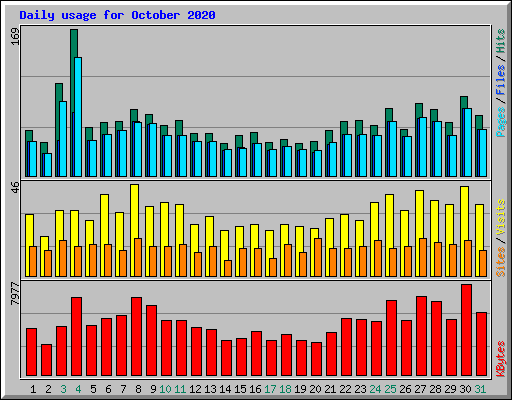 Daily usage for October 2020
169
Pages / Files / Hits
46
Sites / Visits
7977
KBytes
1 2 3 4 5 6 7 8 9 10 11 12 13 14 15 16 17 18 19 20 21 22 23 24 25 26 27 28 29 30 31